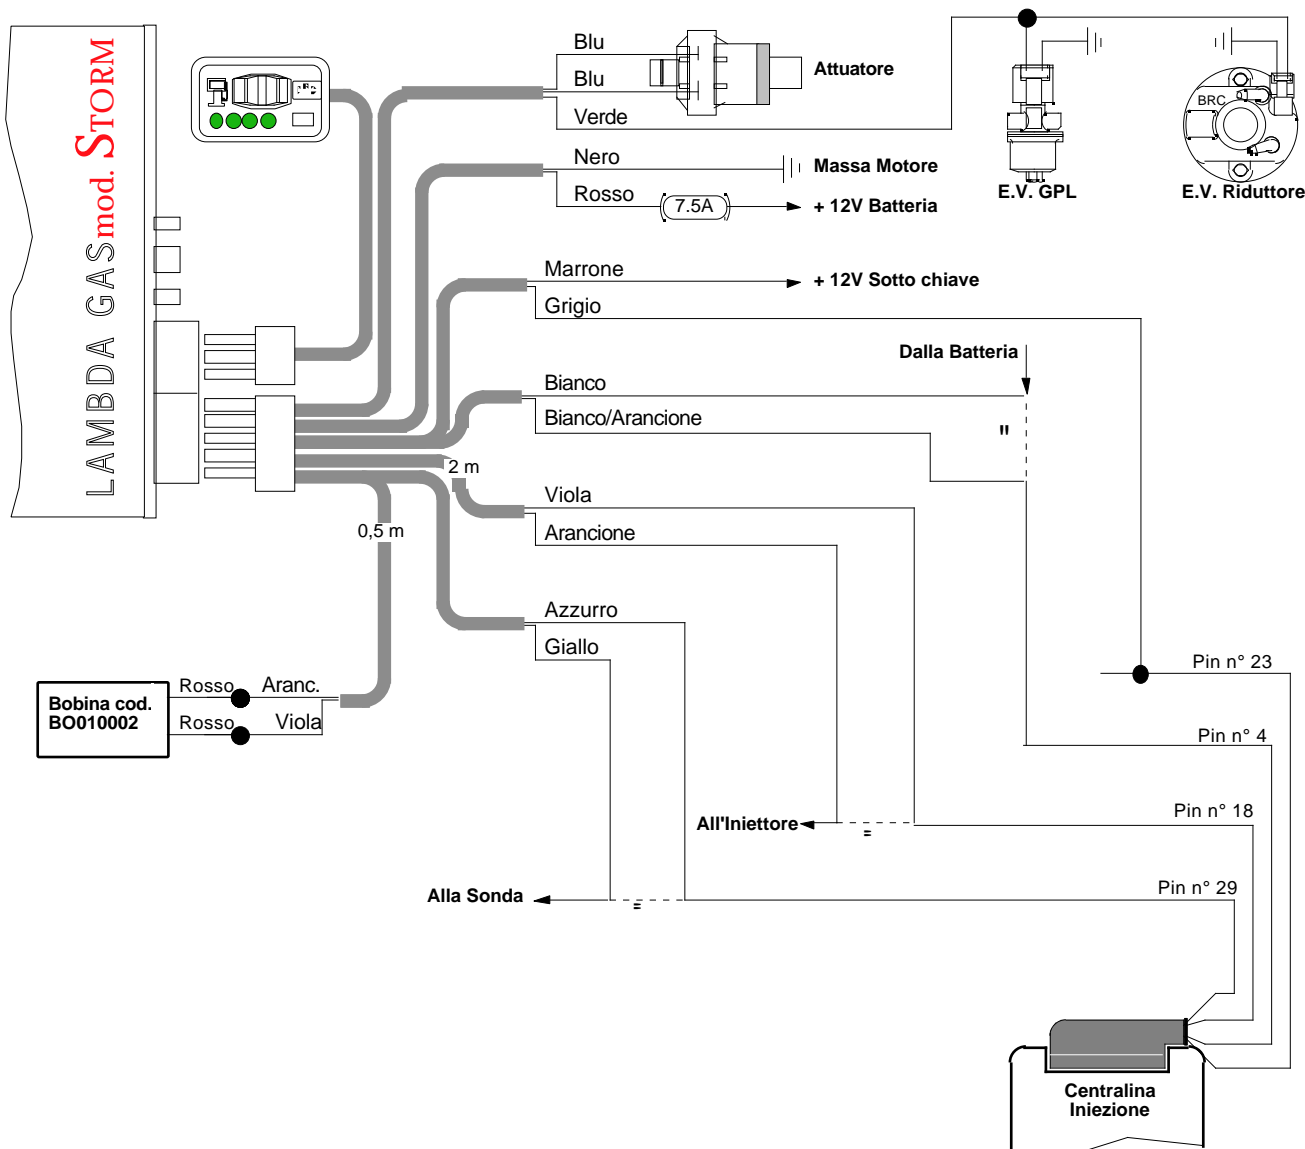 LAMBDA GAS mod. STORM
Blu
Blu
Verde
Attuatore
BRC
E.V. GPL
E.V. Riduttore
Nero
Massa Motore
Rosso
7.5A
+ 12V Batteria
Marrone
+ 12V Sotto chiave
Grigio
Dalla Batteria
Bianco
Bianco/Arancione
"
2 m
Viola
Arancione
0,5 m
Azzurro
Giallo
Bobina cod.
BO010002
Rosso
Aranc.
Rosso
Viola
Pin n° 23
Pin n° 4
Pin n° 18
All'Iniettore
=
Pin n° 29
Alla Sonda
=
Centralina
Iniezione